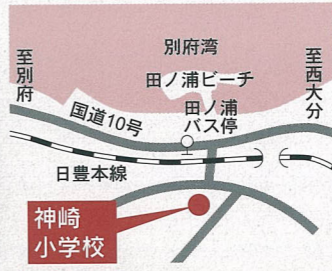 別府湾
至別府
至西大分
田ノ浦ビーチ
国道10号
田ノ浦
バス停
日豊本線
神崎
小学校